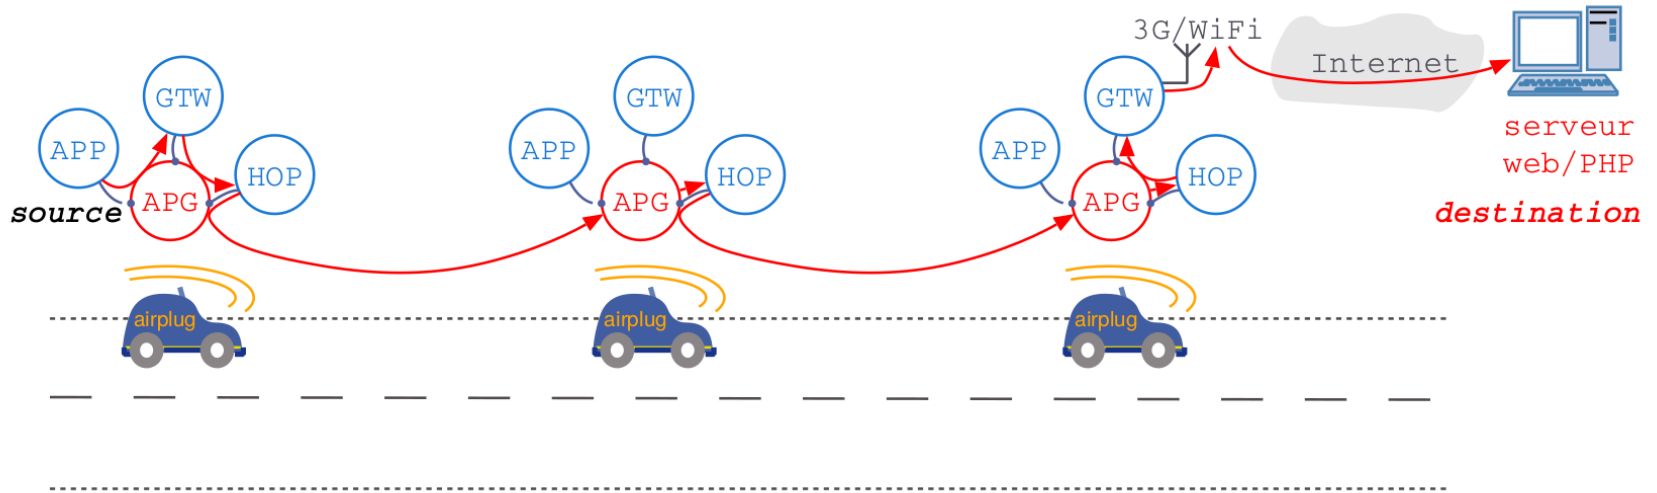 3G/WiFi
Internet
GTW
APP
HOP
APG
source
GTW
APP
HOP
APG
GTW
APP
HOP
APG
serveur
web/PHP
destination
airplug
airplug
airplug